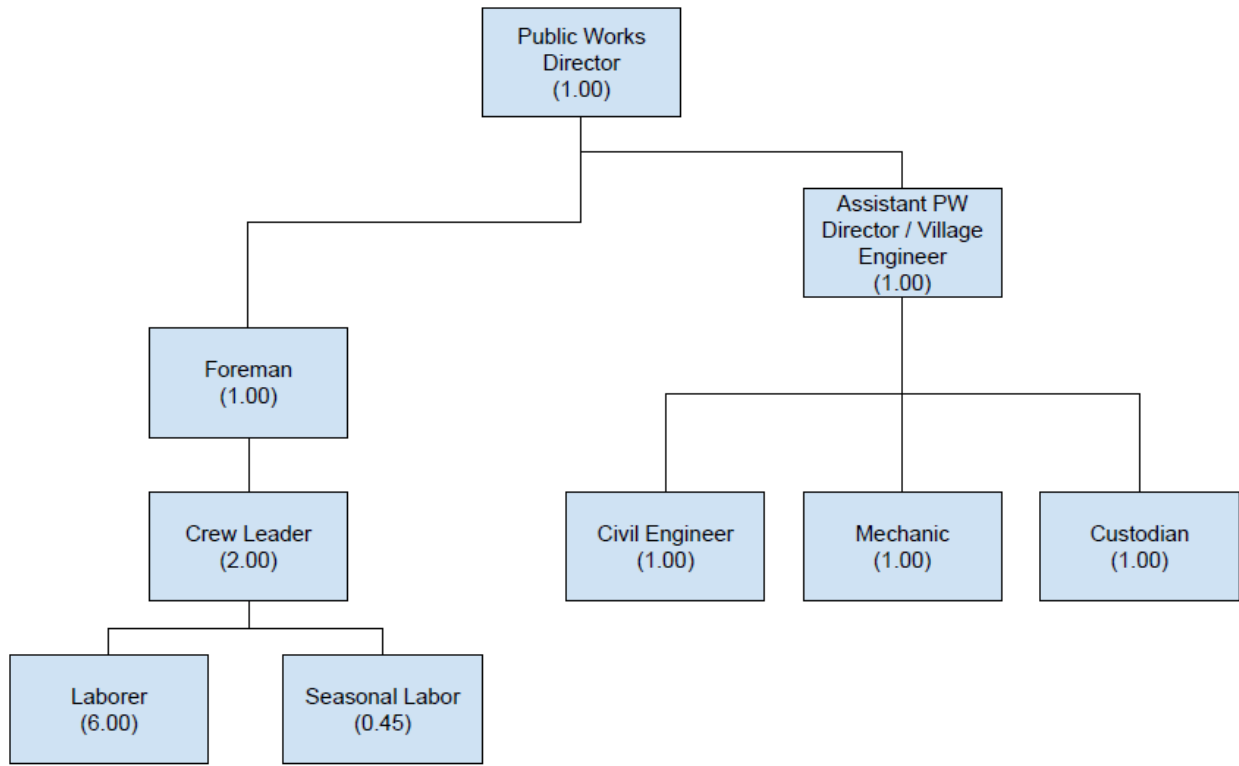 Public Works
Director
(1.00)
Assistant PW
Director / Village
Engineer
(1.00)
Foreman
(1.00)
Crew Leader
(2.00)
Civil Engineer
(1.00)
Mechanic
(1.00)
Custodian
(1.00)
Laborer
(6.00)
Seasonal Labor
(0.45)